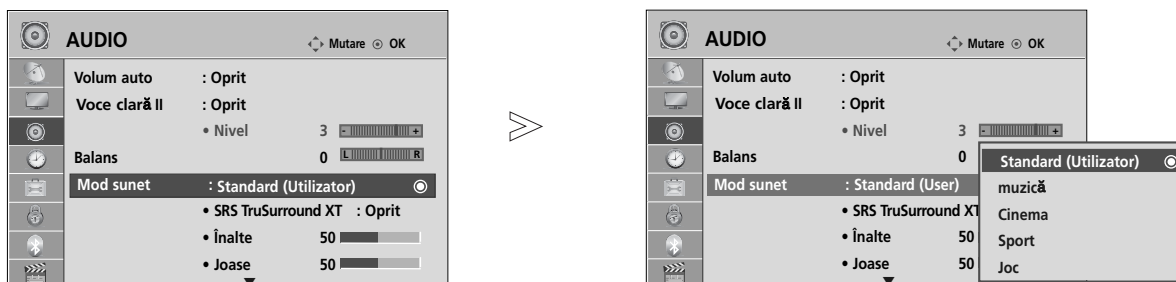 AUDIO Mutare OK
Volum auto : Oprit
Voce clară II : Oprit
• Nivel 3 - +
Balans 0 L R
Mod sunet : Standard (Utilizator)
• SRS TruSurround XT : Oprit
• Înalte 50
• Joase 50
>
AUDIO Mutare OK
Volum auto : Oprit
Voce clară II : Oprit
• Nivel 3 - +
Balans 0
Mod sunet : Standard (User)
• SRS TruSurround XT
• Înalte 50
• Joase 50
Standard (Utilizator)
muzică
Cinema
Sport
Joc